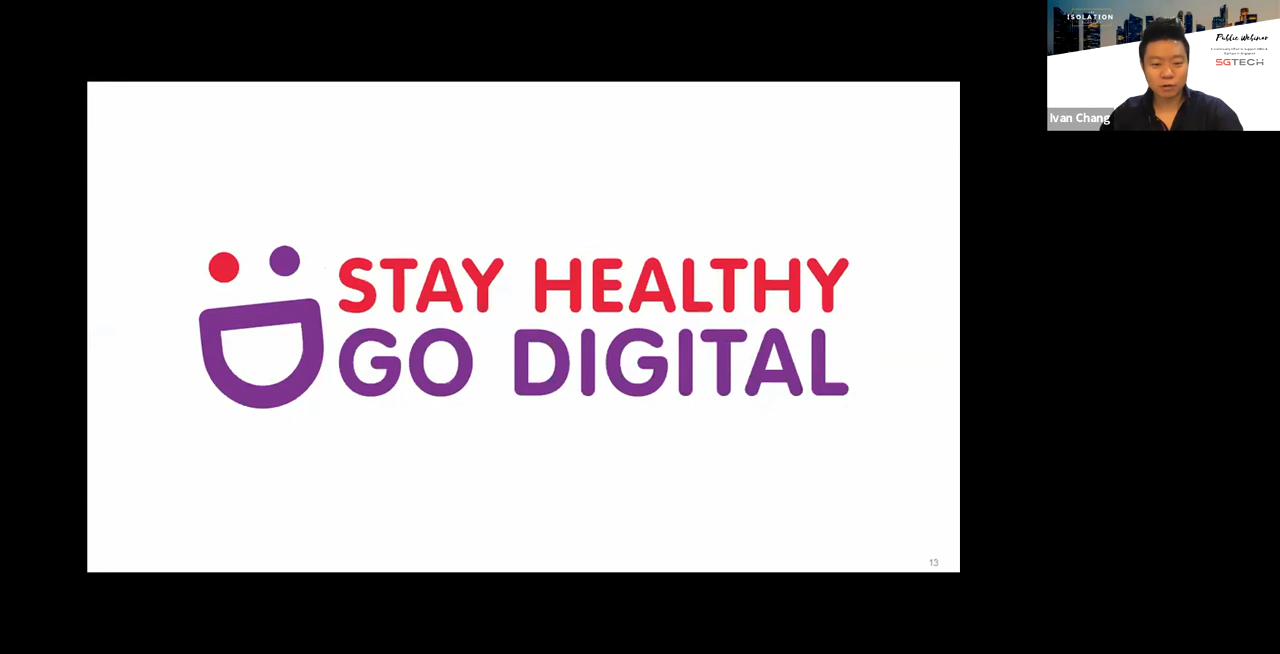 STAY HEALTHY
GO DIGITAL
13
ISOLATION
Public Webinar
SGTECH
Ivan Chang